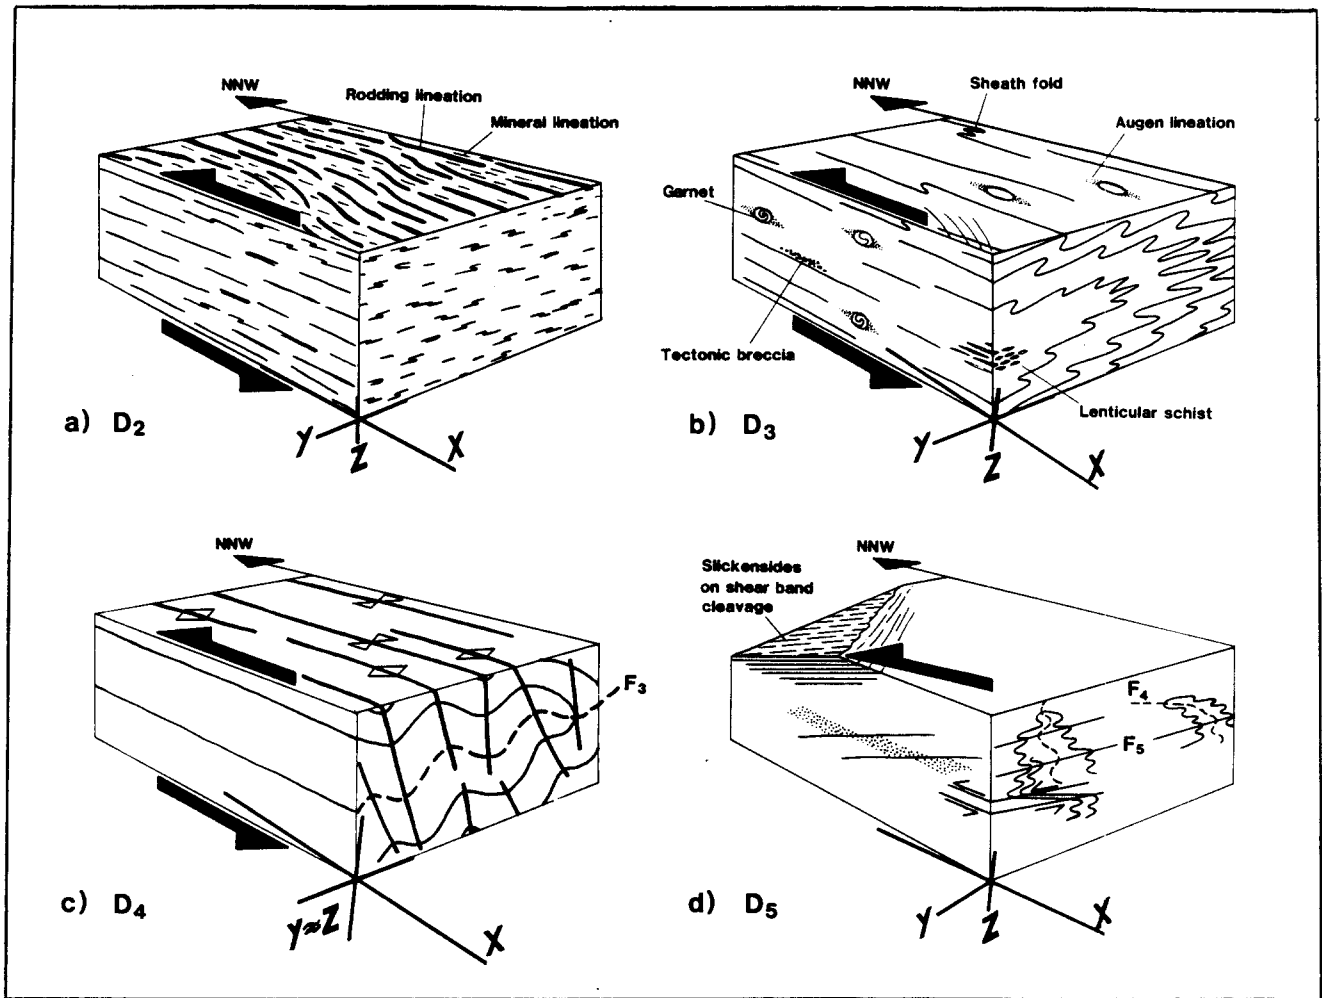 NNW
Rodding lineation
Mineral lineation
a) D2
Y
Z
X
NNW
Sheath fold
Augen lineation
Garnet
Tectonic breccia
Lenticular schist
b) D3
Y
Z
X
NNW
F3
c) D4
Y≈Z
X
NNW
Slickensides
on shear band
cleavage
F4
F5
d) D5
Y
Z
X